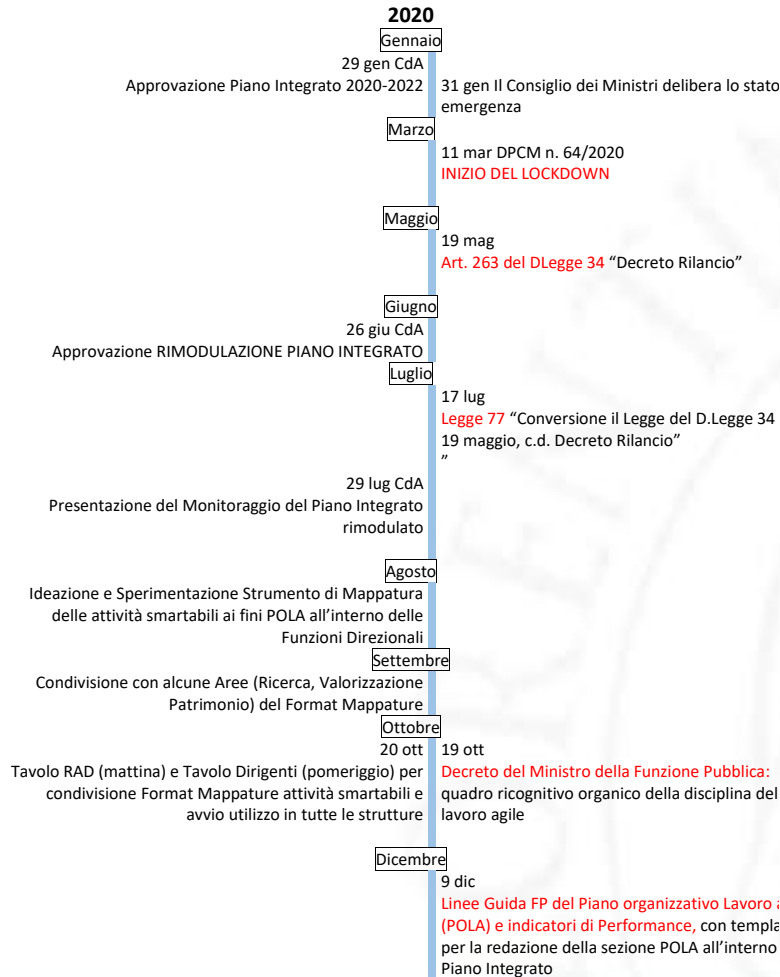 2020
Gennaio
29 gen CdA
Approvazione Piano Integrato 2020-2022
31 gen Il Consiglio dei Ministri delibera lo stato
emergenza
Marzo
11 mar DPCM n. 64/2020
INIZIO DEL LOCKDOWN
Maggio
19 mag
Art. 263 del DLegge 34 “Decreto Rilancio”
Giugno
26 giu CdA
Approvazione RIMODULAZIONE PIANO INTEGRATO
Luglio
17 lug
Legge 77 “Conversione il Legge del D.Legge 34
19 maggio, c.d. Decreto Rilancio”
”
29 lug CdA
Presentazione del Monitoraggio del Piano Integrato
rimodulato
Agosto
Ideazione e Sperimentazione Strumento di Mappatura
delle attività smartabili ai fini POLA all’interno delle
Funzioni Direzionali
Settembre
Condivisione con alcune Aree (Ricerca, Valorizzazione
Patrimonio) del Format Mappature
Ottobre
20 ott
Tavolo RAD (mattina) e Tavolo Dirigenti (pomeriggio) per
condivisione Format Mappature attività smartabili e
avvio utilizzo in tutte le strutture
19 ott
Decreto del Ministro della Funzione Pubblica:
quadro ricognitivo organico della disciplina del
lavoro agile
Dicembre
9 dic
Linee Guida FP del Piano organizzativo Lavoro
(POLA) e indicatori di Performance, con templa
per la redazione della sezione POLA all’interno
Piano Integrato